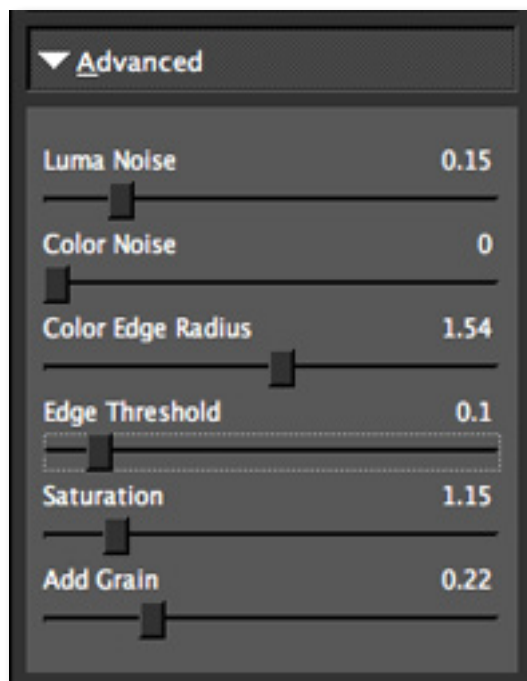 Advanced
Luma Noise 0.15
Color Noise 0
Color Edge Radius 1.54
Edge Threshold 0.1
Saturation 1.15
Add Grain 0.22